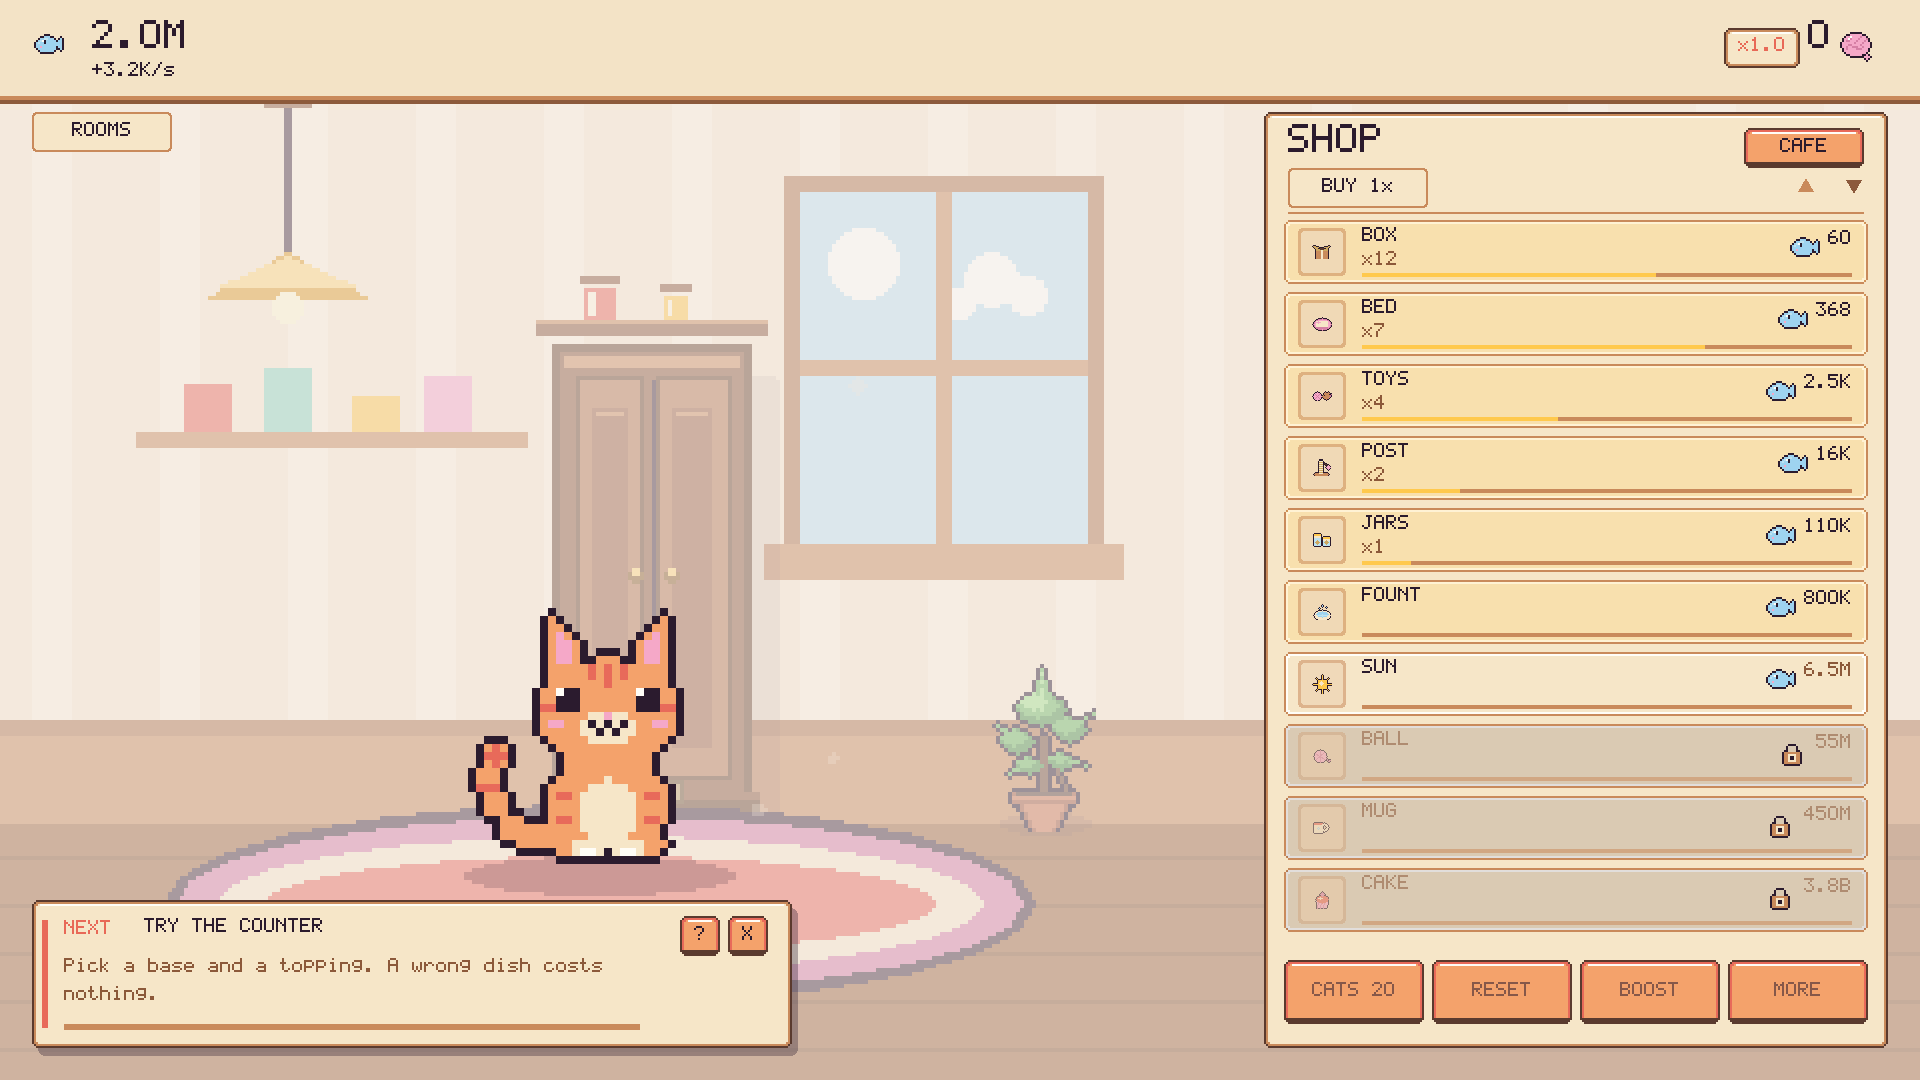 2.0M
+3.2K/s
x1.0
0
ROOMS
SHOP
CAFE
BUY 1x
BOX
x12
60
BED
x7
368
TOYS
x4
2.5K
POST
x2
16K
JARS
x1
110K
FOUNT
800K
SUN
6.5M
BALL
55M
MUG
450M
CAKE
3.8B
CATS 20
RESET
BOOST
MORE
NEXT TRY THE COUNTER
? X
Pick a base and a topping. A wrong dish costs
nothing.